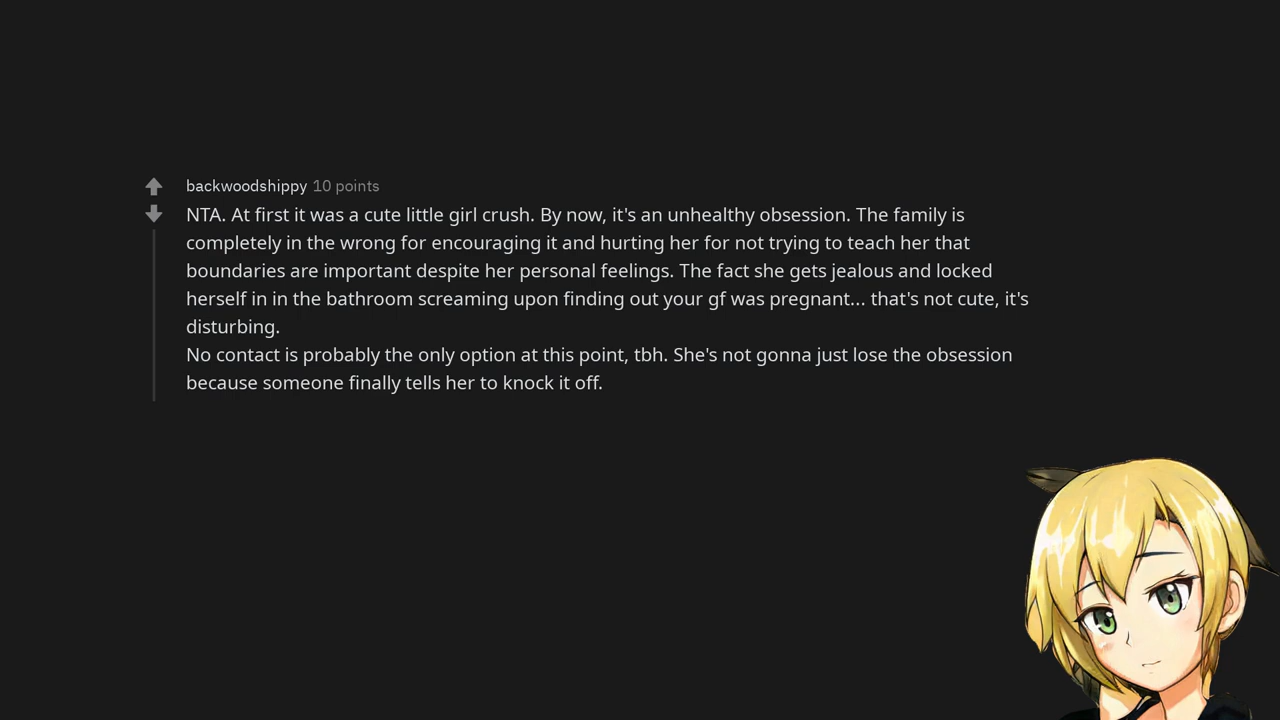 backwoodshippy 10 points
NTA. At first it was a cute little girl crush. By now, it's an unhealthy obsession. The family is
completely in the wrong for encouraging it and hurting her for not trying to teach her that
boundaries are important despite her personal feelings. The fact she gets jealous and locked
herself in in the bathroom screaming upon finding out your gf was pregnant... that's not cute, it's
disturbing.
No contact is probably the only option at this point, tbh. She's not gonna just lose the obsession
because someone finally tells her to knock it off.